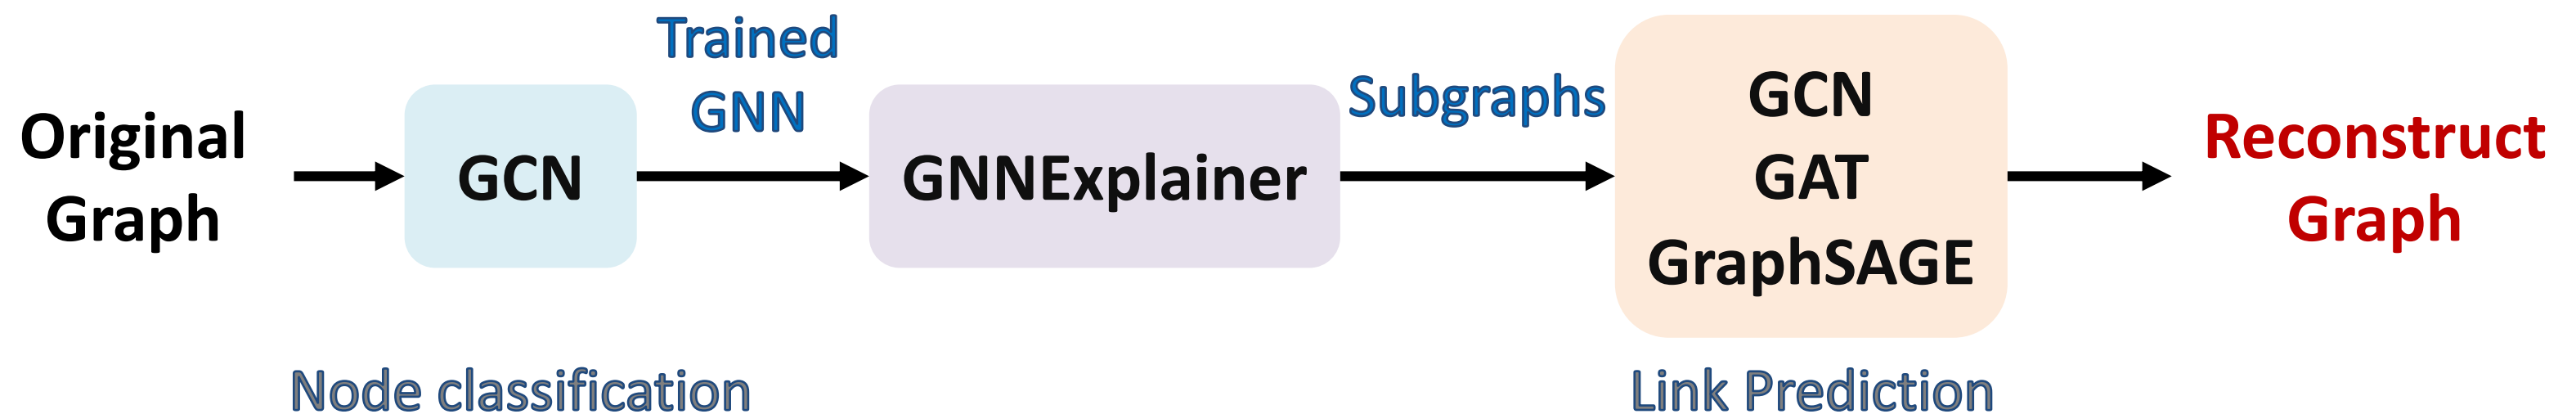 Original
Graph
GCN
Trained
GNN
GNNExplainer
Subgraphs
GCN
GAT
GraphSAGE
Reconstruct
Graph
Node classification
Link Prediction